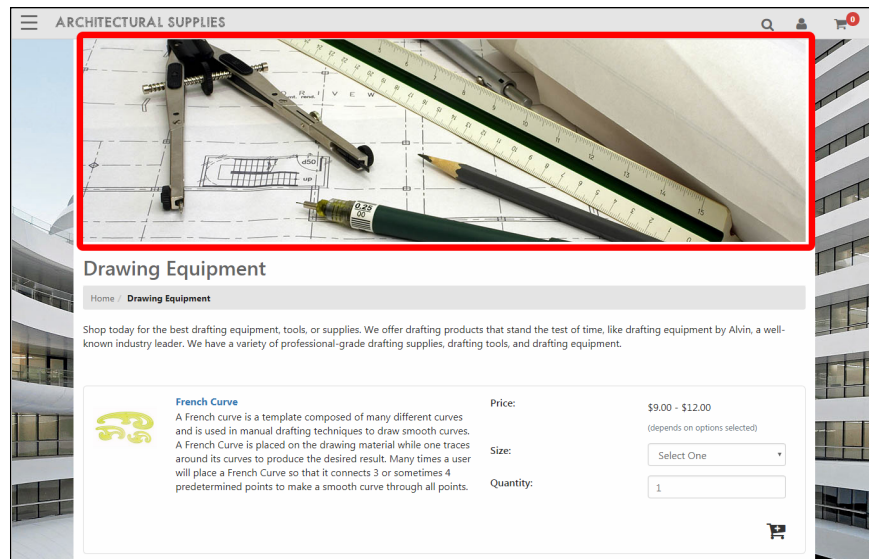 ARCHITECTURAL SUPPLIES
0
D R I V E W
d50
up
0.25
00
Drawing Equipment
Home / Drawing Equipment
Shop today for the best drafting equipment, tools, or supplies. We offer drafting products that stand the test of time, like drafting equipment by Alvin, a well-
known industry leader. We have a variety of professional-grade drafting supplies, drafting tools, and drafting equipment.
French Curve
A French curve is a template composed of many different curves
and is used in manual drafting techniques to draw smooth curves.
A French Curve is placed on the drawing material while one traces
around its curves to produce the desired result. Many times a user
will place a French Curve so that it connects 3 or sometimes 4
predetermined points to make a smooth curve through all points.
Price:
$9.00 - $12.00
(depends on options selected)
Size:
Select One
Quantity:
1